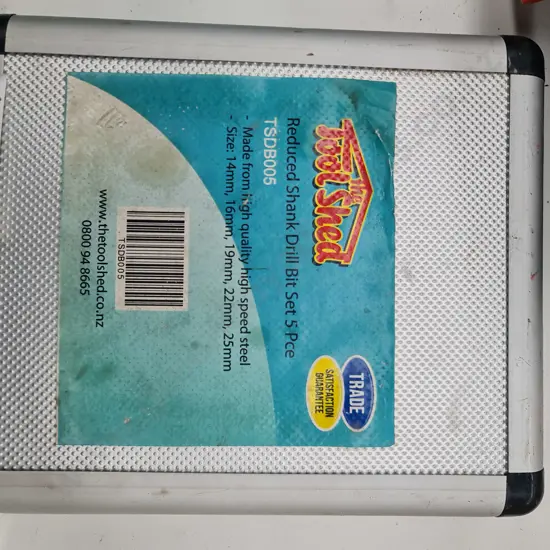 the
Tool Shed
TRADE
SATISFACTION
GUARANTEE
Reduced Shank Drill Bit Set 5 Pce
TSDB005
- Made from high quality high speed steel
- Size: 14mm, 16mm, 19mm, 22mm, 25mm
TSDB005
www.thetoolshed.co.nz
0800 94 8665